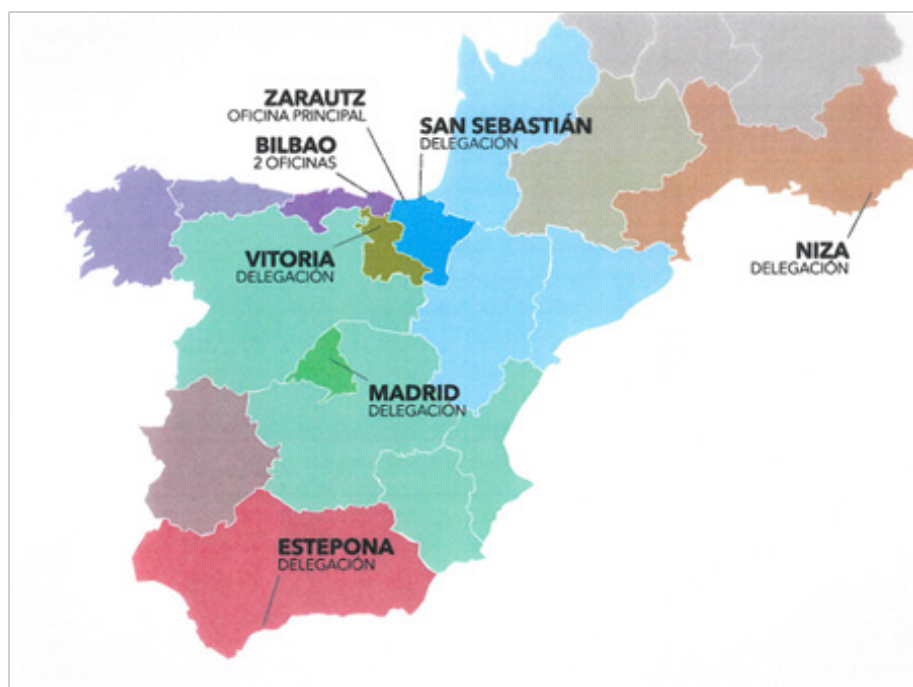 ZARAUTZ
OFICINA PRINCIPAL
SAN SEBASTIÁN
DELEGACIÓN
BILBAO
2 OFICINAS
VITORIA
DELEGACIÓN
NIZA
DELEGACIÓN
MADRID
DELEGACIÓN
ESTEPONA
DELEGACIÓN